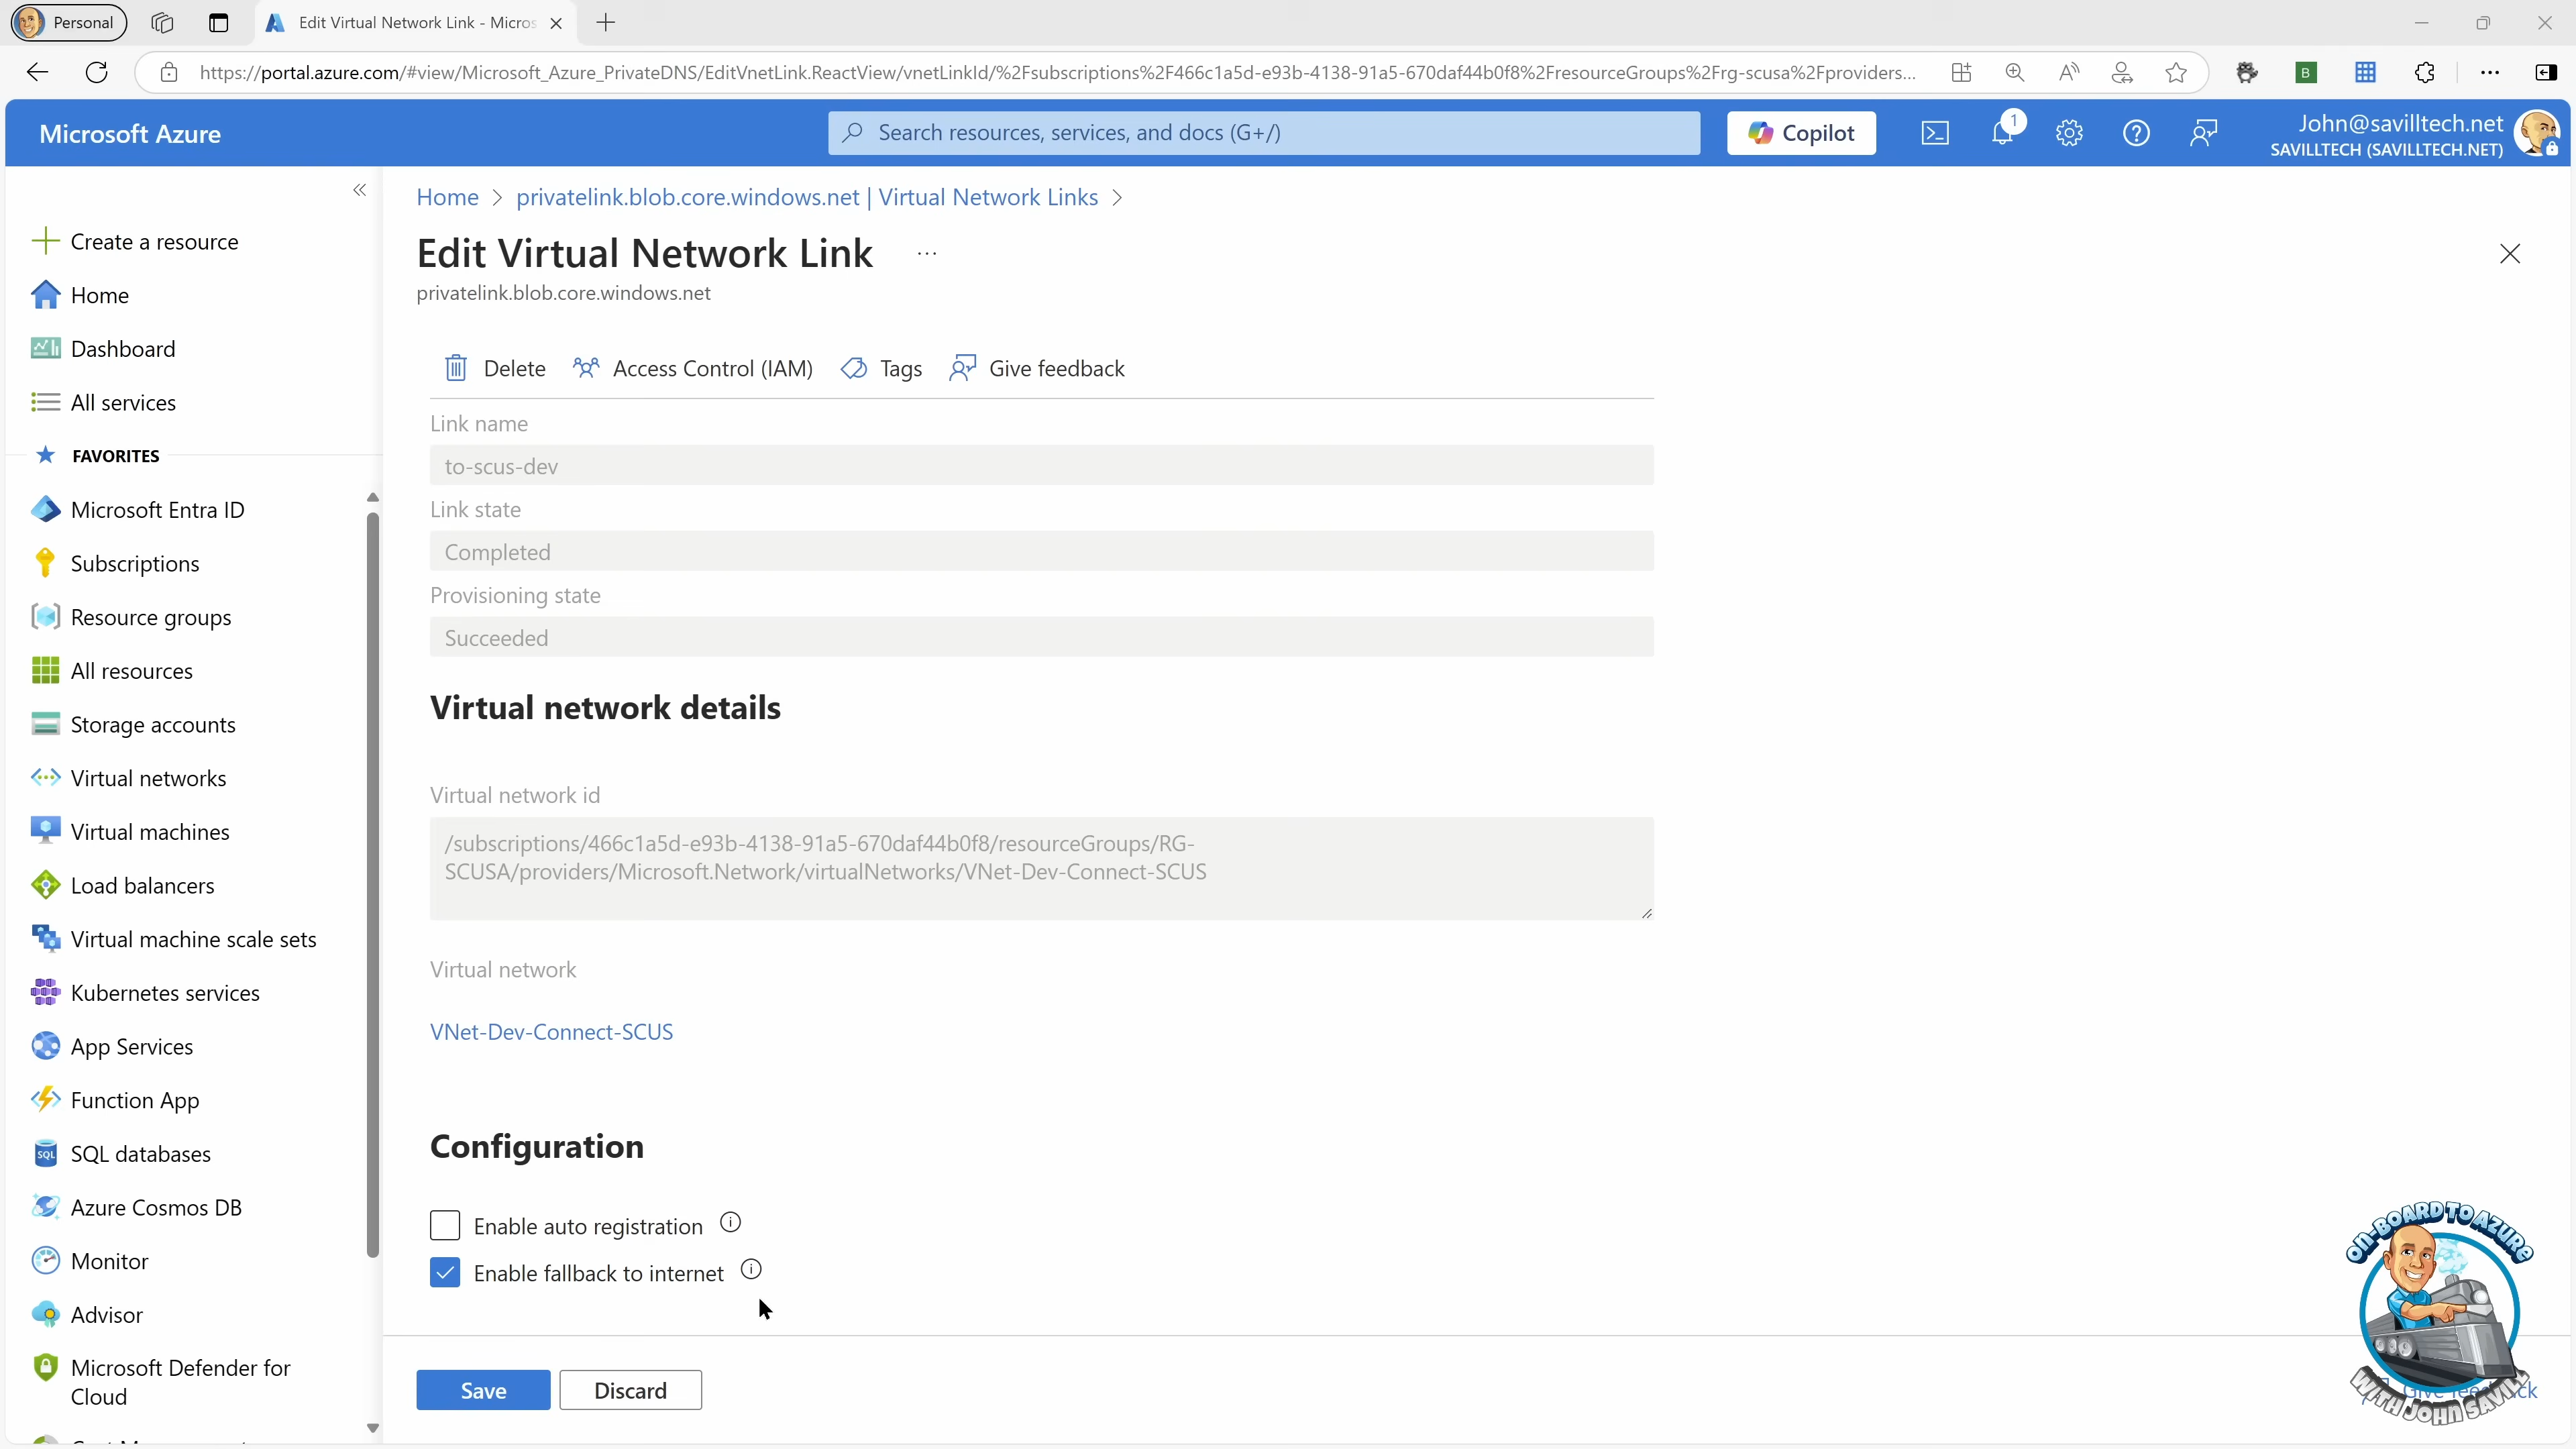 Personal
Edit Virtual Network Link - Micros
https://portal.azure.com/#view/Microsoft_Azure_PrivateDNS/EditVnetLink.ReactView/vnetLinkId/%2Fsubscriptions%2F466c1a5d-e93b-4138-91a5-670daf44b0f8%2FresourceGroups%2Frg-scusa%2Fproviders...
B
Microsoft Azure
Search resources, services, and docs (G+/)
Copilot
1
John@savilltech.net
SAVILLTECH (SAVILLTECH.NET)
Home > privatelink.blob.core.windows.net | Virtual Network Links >
Edit Virtual Network Link ...
privatelink.blob.core.windows.net
Create a resource
Home
Dashboard
All services
FAVORITES
Microsoft Entra ID
Subscriptions
Resource groups
All resources
Storage accounts
Virtual networks
Virtual machines
Load balancers
Virtual machine scale sets
Kubernetes services
App Services
Function App
SQL
SQL databases
Azure Cosmos DB
Monitor
Advisor
Microsoft Defender for
Cloud
Delete
Access Control (IAM)
Tags
Give feedback
Link name
to-scus-dev
Link state
Completed
Provisioning state
Succeeded
Virtual network details
Virtual network id
/subscriptions/466c1a5d-e93b-4138-91a5-670daf44b0f8/resourceGroups/RG-
SCUSA/providers/Microsoft.Network/virtualNetworks/VNet-Dev-Connect-SCUS
Virtual network
VNet-Dev-Connect-SCUS
Configuration
Enable auto registration
Enable fallback to internet
Save
Discard
ON-BOARD TO AZURE
WITH JOHN SAVILL